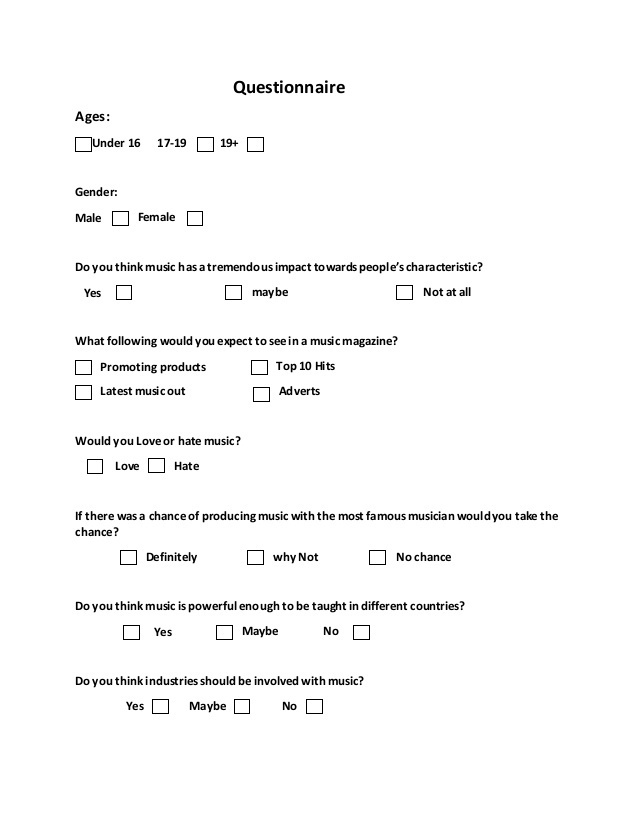 Questionnaire
Ages:
Under 16 17-19 19+
Gender:
Male Female
Do you think music has a tremendous impact towards people's characteristic?
Yes maybe Not at all
What following would you expect to see in a music magazine?
Promoting products Top 10 Hits
Latest music out Adverts
Would you Love or hate music?
Love Hate
If there was a chance of producing music with the most famous musician would you take the
chance?
Definitely why Not No chance
Do you think music is powerful enough to be taught in different countries?
Yes Maybe No
Do you think industries should be involved with music?
Yes Maybe No